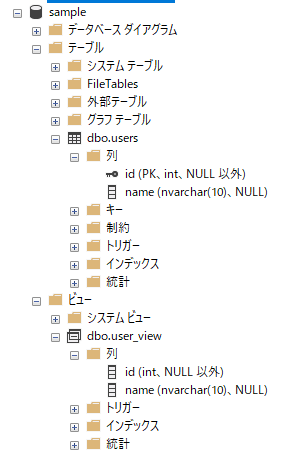 sample
データベース ダイアグラム
テーブル
システム テーブル
FileTables
外部テーブル
グラフ テーブル
dbo.users
列
id (PK、int、NULL 以外)
name (nvarchar(10)、NULL)
キー
制約
トリガー
インデックス
統計
ビュー
システム ビュー
dbo.user_view
列
id (int、NULL 以外)
name (nvarchar(10)、NULL)
トリガー
インデックス
統計